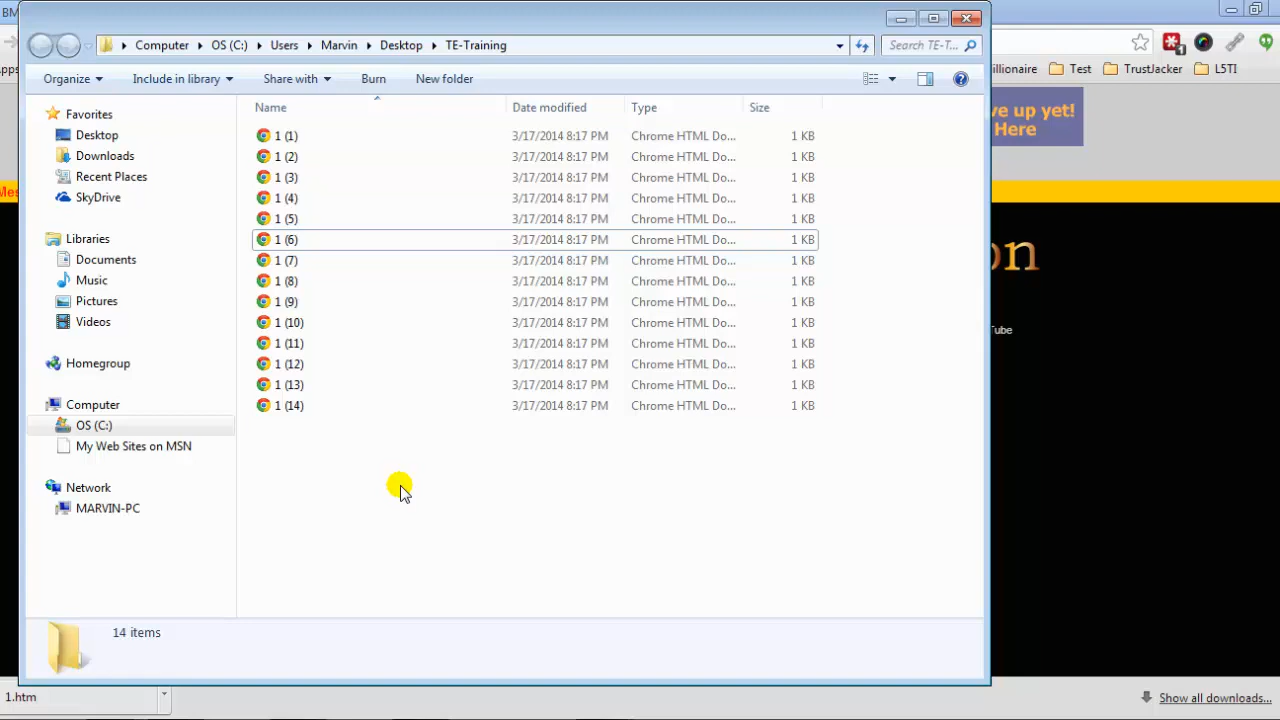 BM
Computer OS (C:) Users Marvin Desktop TE-Training
Search TE-T...
Apps
illionaire Test TrustJacker L5TI
Organize Include in library Share with Burn New folder
Name Date modified Type Size
Favorites
Desktop
Downloads
Recent Places
SkyDrive
Libraries
Documents
Music
Pictures
Videos
Homegroup
Computer
OS (C:)
My Web Sites on MSN
Network
MARVIN-PC
1 (1) 3/17/2014 8:17 PM Chrome HTML Do... 1 KB
1 (2) 3/17/2014 8:17 PM Chrome HTML Do... 1 KB
1 (3) 3/17/2014 8:17 PM Chrome HTML Do... 1 KB
1 (4) 3/17/2014 8:17 PM Chrome HTML Do... 1 KB
1 (5) 3/17/2014 8:17 PM Chrome HTML Do... 1 KB
1 (6) 3/17/2014 8:17 PM Chrome HTML Do... 1 KB
1 (7) 3/17/2014 8:17 PM Chrome HTML Do... 1 KB
1 (8) 3/17/2014 8:17 PM Chrome HTML Do... 1 KB
1 (9) 3/17/2014 8:17 PM Chrome HTML Do... 1 KB
1 (10) 3/17/2014 8:17 PM Chrome HTML Do... 1 KB
1 (11) 3/17/2014 8:17 PM Chrome HTML Do... 1 KB
1 (12) 3/17/2014 8:17 PM Chrome HTML Do... 1 KB
1 (13) 3/17/2014 8:17 PM Chrome HTML Do... 1 KB
1 (14) 3/17/2014 8:17 PM Chrome HTML Do... 1 KB
14 items
ve up yet!
Here
Mes
on
Tube
1.htm
Show all downloads...